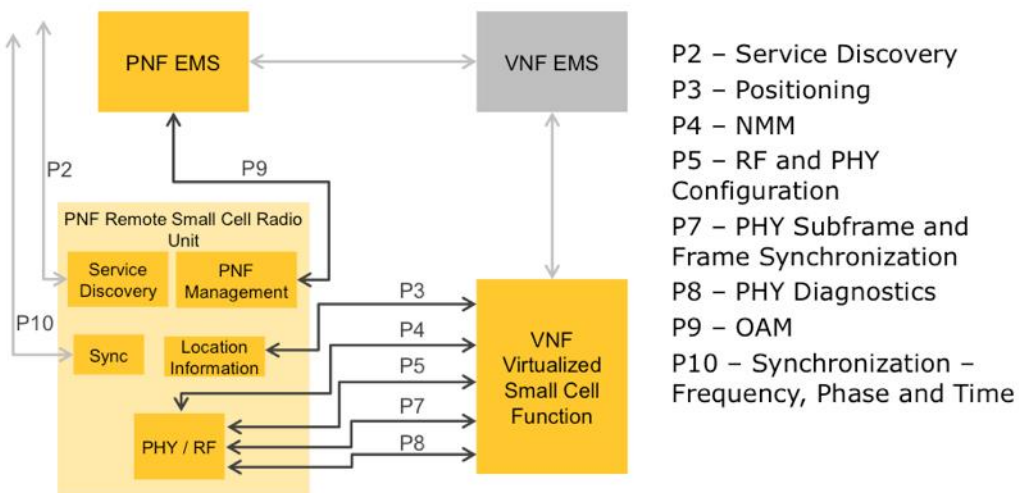 PNF EMS
VNF EMS
P2
P9
PNF Remote Small Cell Radio
Unit
Service
Discovery
PNF
Management
P10
Sync
Location
Information
PHY / RF
P3
P4
P5
P7
P8
VNF
Virtualized
Small Cell
Function
P2 – Service Discovery
P3 – Positioning
P4 – NMM
P5 – RF and PHY
Configuration
P7 – PHY Subframe and
Frame Synchronization
P8 – PHY Diagnostics
P9 – OAM
P10 – Synchronization –
Frequency, Phase and Time